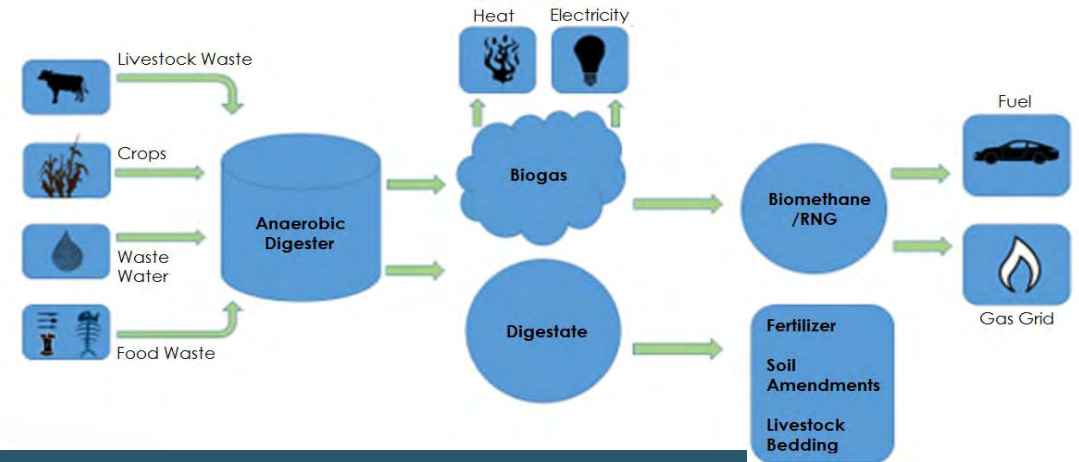 Heat
Electricity
Livestock Waste
Crops
Waste
Water
Food Waste
Anaerobic
Digester
Biogas
Digestate
Biomethane
/RNG
Fuel
Gas Grid
Fertilizer
Soil
Amendments
Livestock
Bedding